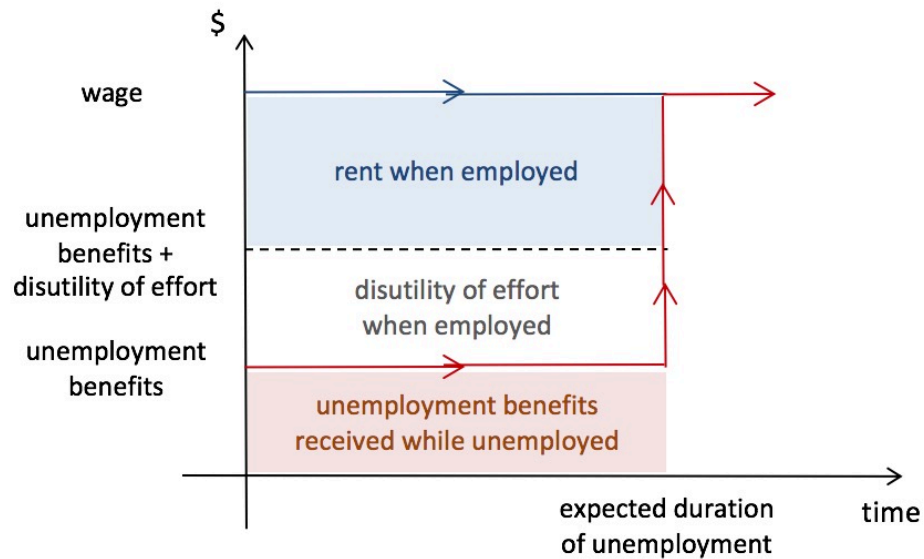 $
wage
rent when employed
unemployment
benefits +
disutility of effort
disutility of effort
when employed
unemployment
benefits
unemployment benefits
received while unemployed
expected duration
of unemployment
time